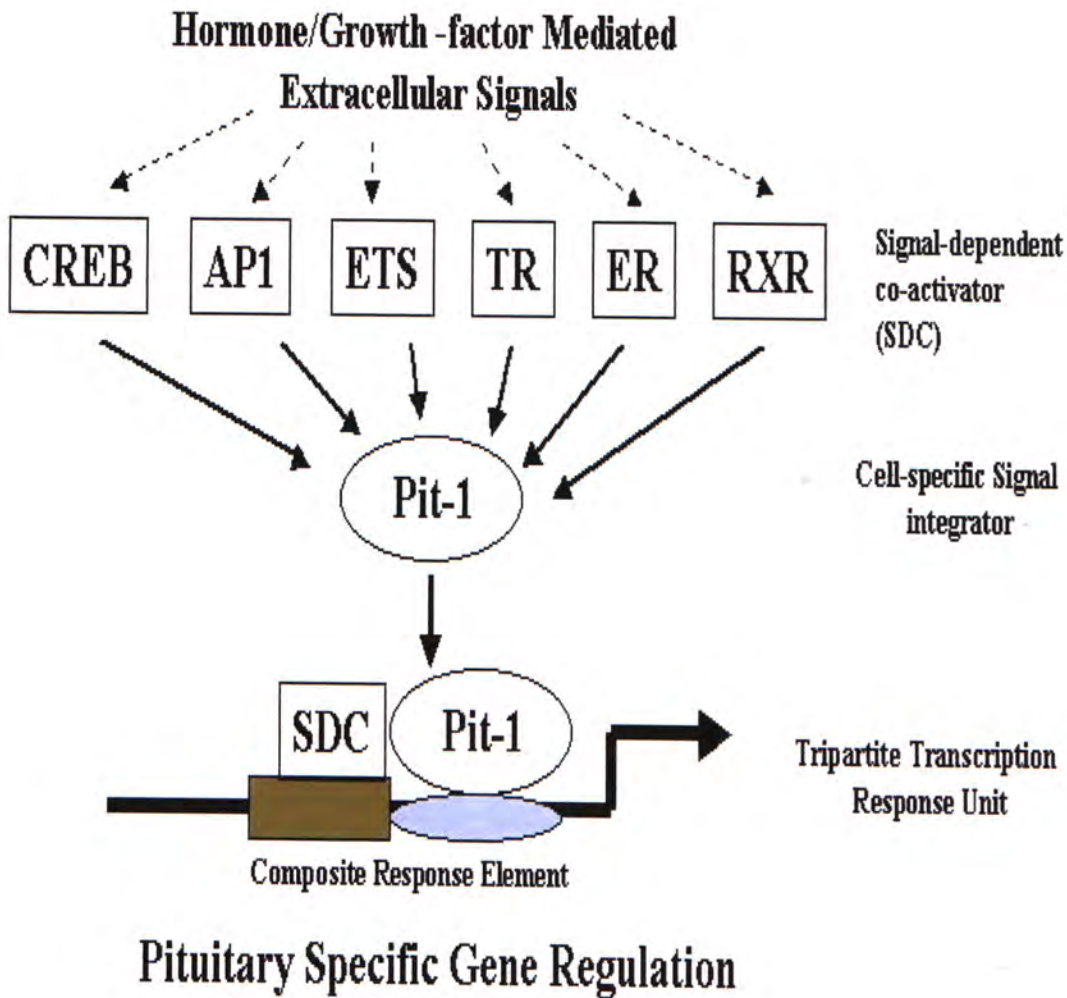 Hormone/Growth -factor Mediated
Extracellular Signals
CREB AP1 ETS TR ER RXR
Signal-dependent
co-activator
(SDC)
Pit-1
Cell-specific Signal
integrator
SDC Pit-1
Tripartite Transcription
Response Unit
Composite Response Element
Pituitary Specific Gene Regulation